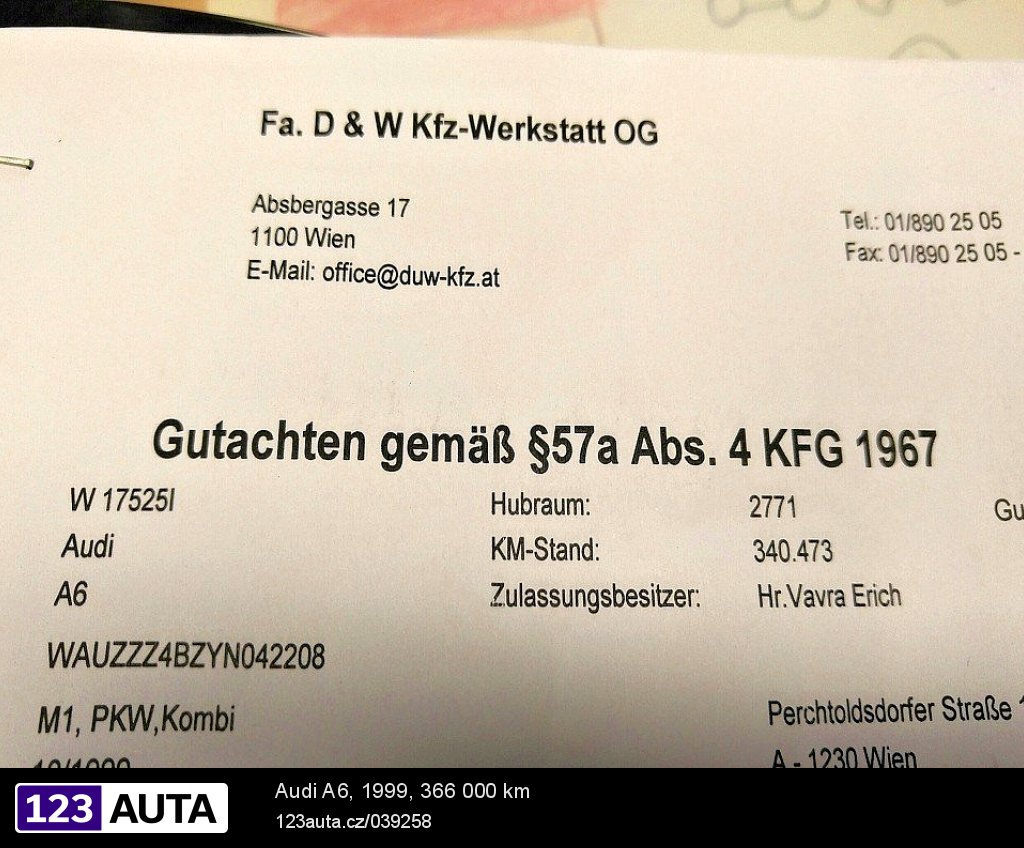 Fa. D & W Kfz-Werkstatt OG
Absbergasse 17
1100 Wien
E-Mail: office@duw-kfz.at
Tel.: 01/890 25 05
Fax: 01/890 25 05 -
Gutachten gemäß §57a Abs. 4 KFG 1967
W 17525I
Audi
A6
WAUZZZ4BZYN042208
M1, PKW,Kombi
Hubraum: 2771
KM-Stand: 340.473
Zulassungsbesitzer: Hr.Vavra Erich
Perchtoldsdorfer Straße
A - 1230 Wien
123 AUTA
Audi A6, 1999, 366 000 km
123auta.cz/039258